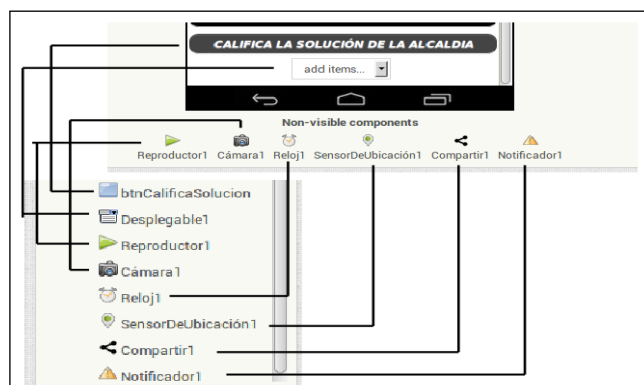 CALIFICA LA SOLUCIÓN DE LA ALCALDIA
add items...
Non-visible components
Reproductor1 Cámara1 Reloj1 SensorDeUbicación1 Compartir1 Notificador1
btnCalificaSolucion
Desplegable1
Reproductor1
Cámara1
Reloj1
SensorDeUbicación1
Compartir1
Notificador1